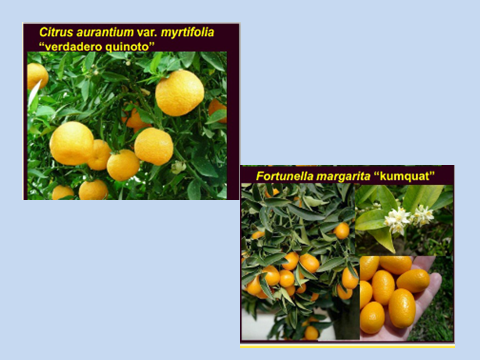 Citrus aurantium var. myrtifolia
“verdadero quinoto”
Fortunella margarita “kumquat”